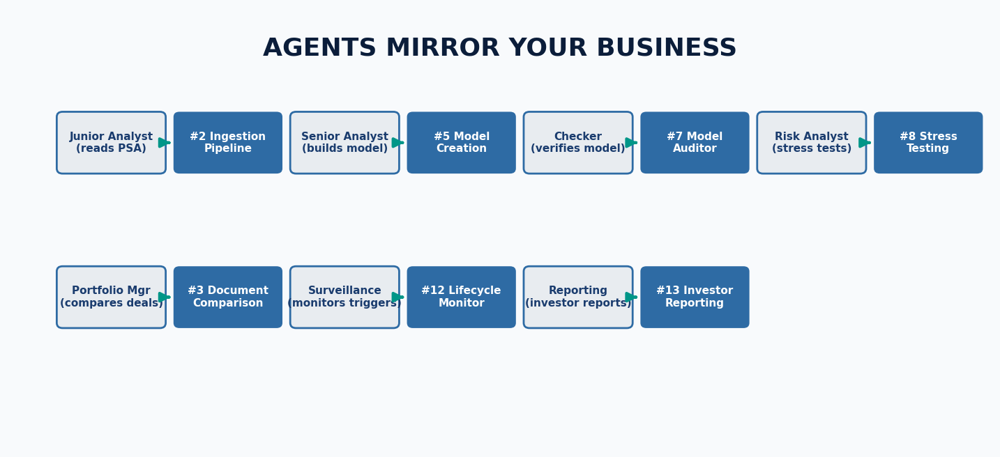 AGENTS MIRROR YOUR BUSINESS
Junior Analyst
(reads PSA)
#2 Ingestion
Pipeline
Senior Analyst
(builds model)
#5 Model
Creation
Checker
(verifies model)
#7 Model
Auditor
Risk Analyst
(stress tests)
#8 Stress
Testing
Portfolio Mgr
(compares deals)
#3 Document
Comparison
Surveillance
(monitors triggers)
#12 Lifecycle
Monitor
Reporting
(investor reports)
#13 Investor
Reporting